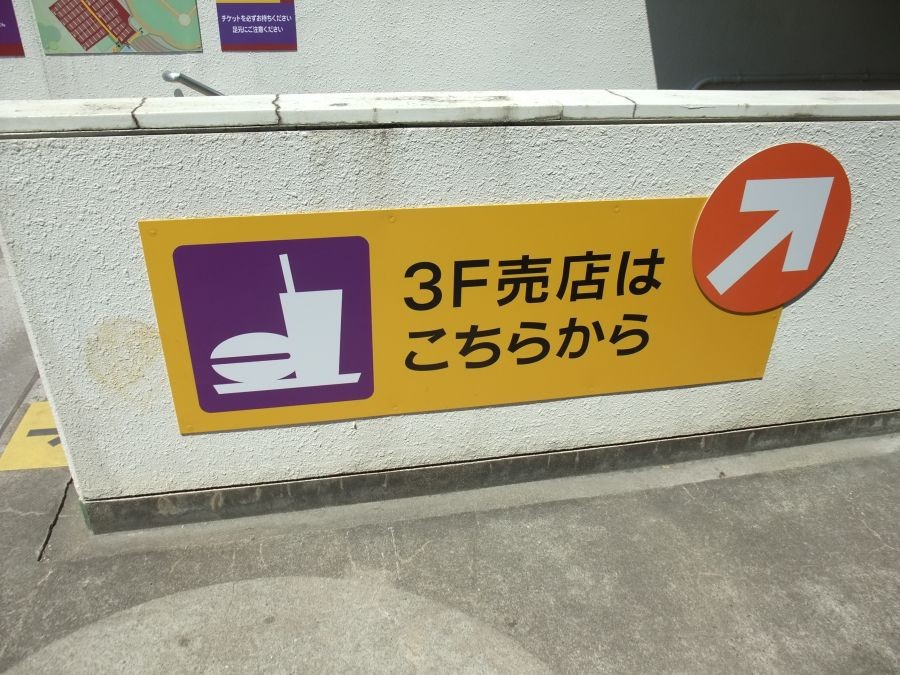 チケットを必ずお持ちください
足元にご注意ください
3F売店は
こちらから